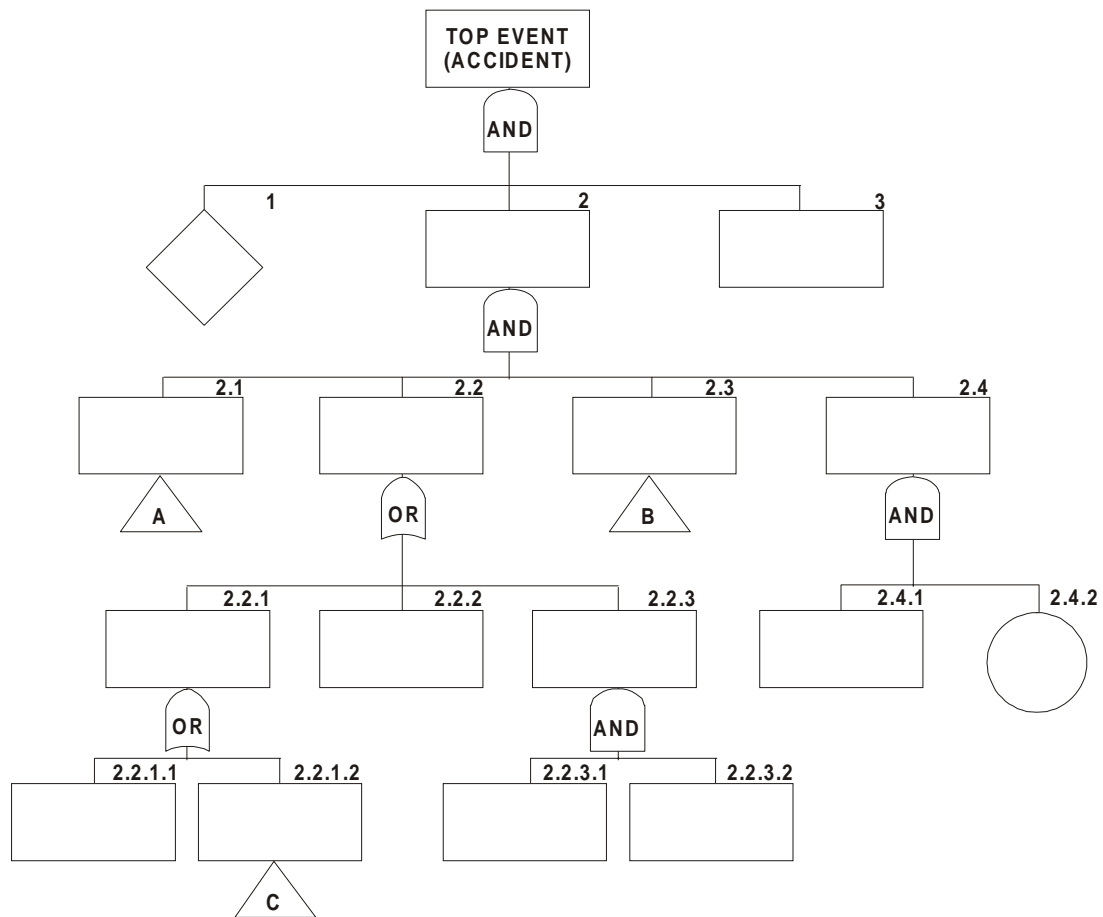 TOP EVENT
(ACCIDENT)
AND
1
2
3
AND
2.1
2.2
2.3
2.4
A
OR
B
AND
2.2.1
2.2.2
2.2.3
2.4.1
2.4.2
OR
AND
2.2.1.1
2.2.1.2
2.2.3.1
2.2.3.2
C